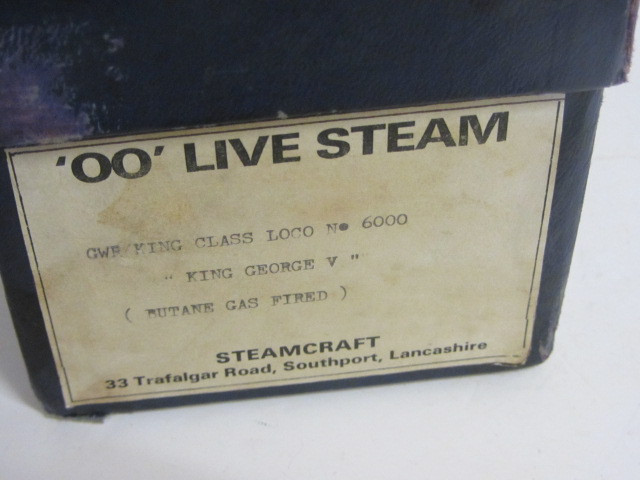 'OO' LIVE STEAM
GWR/KING CLASS LOCO No 6000
" KING GEORGE V "
( BUTANE GAS FIRED )
STEAMCRAFT
33 Trafalgar Road, Southport, Lancashire